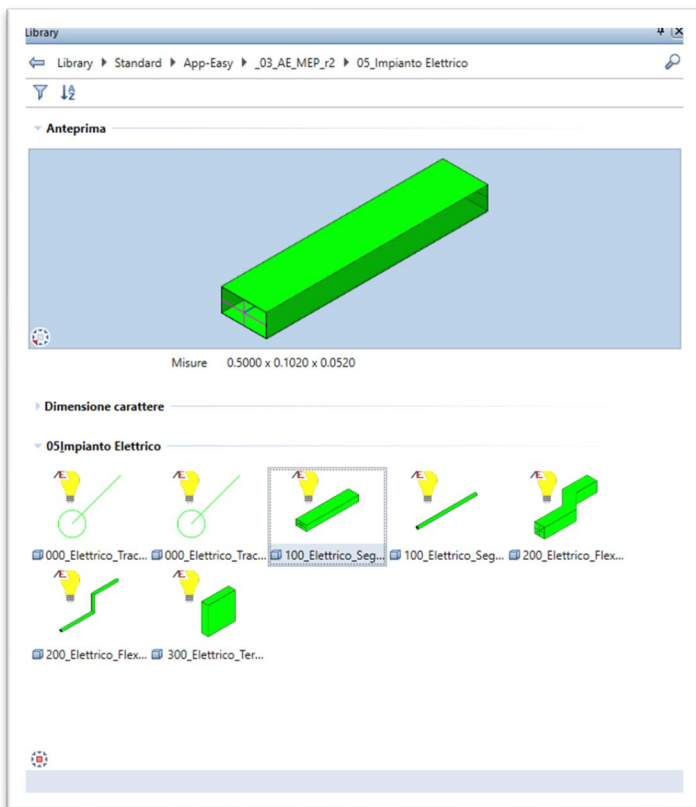 Library
Library Standard App-Easy _03_AE_MEP_r2 05_Impianto Elettrico
Anteprima
Misure 0.5000 x 0.1020 x 0.0520
Dimensione carattere
05Impianto Elettrico
000_Elettrico_Trac... 000_Elettrico_Trac... 100_Elettrico_Seg... 100_Elettrico_Seg... 200_Elettrico_Flex...
200_Elettrico_Flex... 300_Elettrico_Ter...